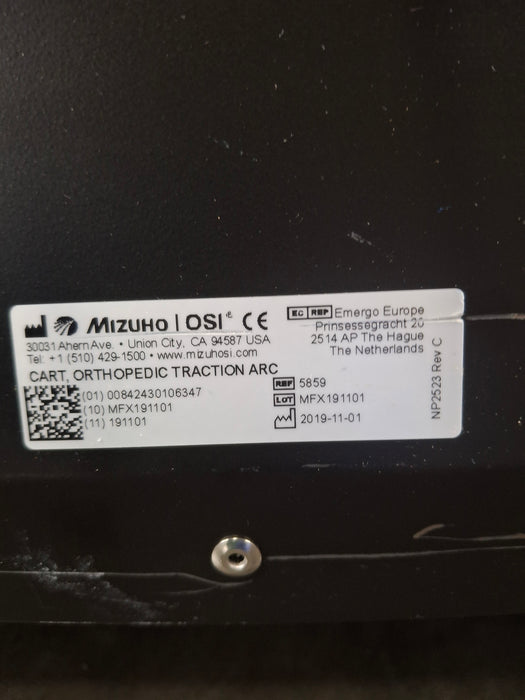 MIZUHO | OSI® CE
30031 Ahern Ave. • Union City, CA 94587 USA
Tel: +1 (510) 429-1500 • www.mizuhosi.com
EC REP Emergo Europe
Prinsessegracht 20
2514 AP The Hague
The Netherlands
CART, ORTHOPEDIC TRACTION ARC
(01) 00842430106347
(10) MFX191101
(11) 191101
REF 5859
LOT MFX191101
2019-11-01
NP2523 Rev C